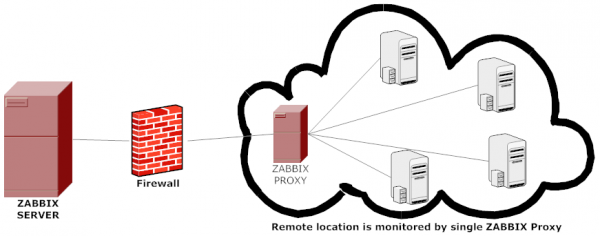 ZABBIX
SERVER
Firewall
ZABBIX
PROXY
Remote location is monitored by single ZABBIX Proxy